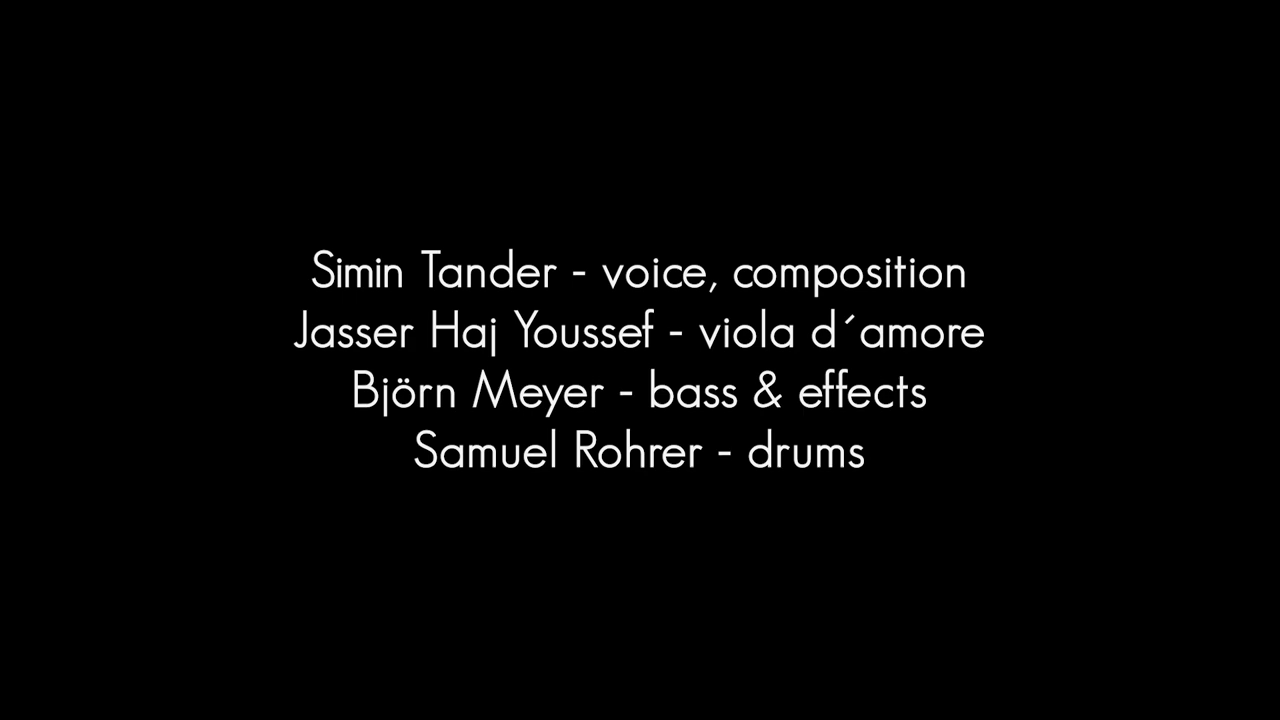 Simin Tander - voice, composition
Jasser Haj Youssef - viola d´amore
Björn Meyer - bass & effects
Samuel Rohrer - drums